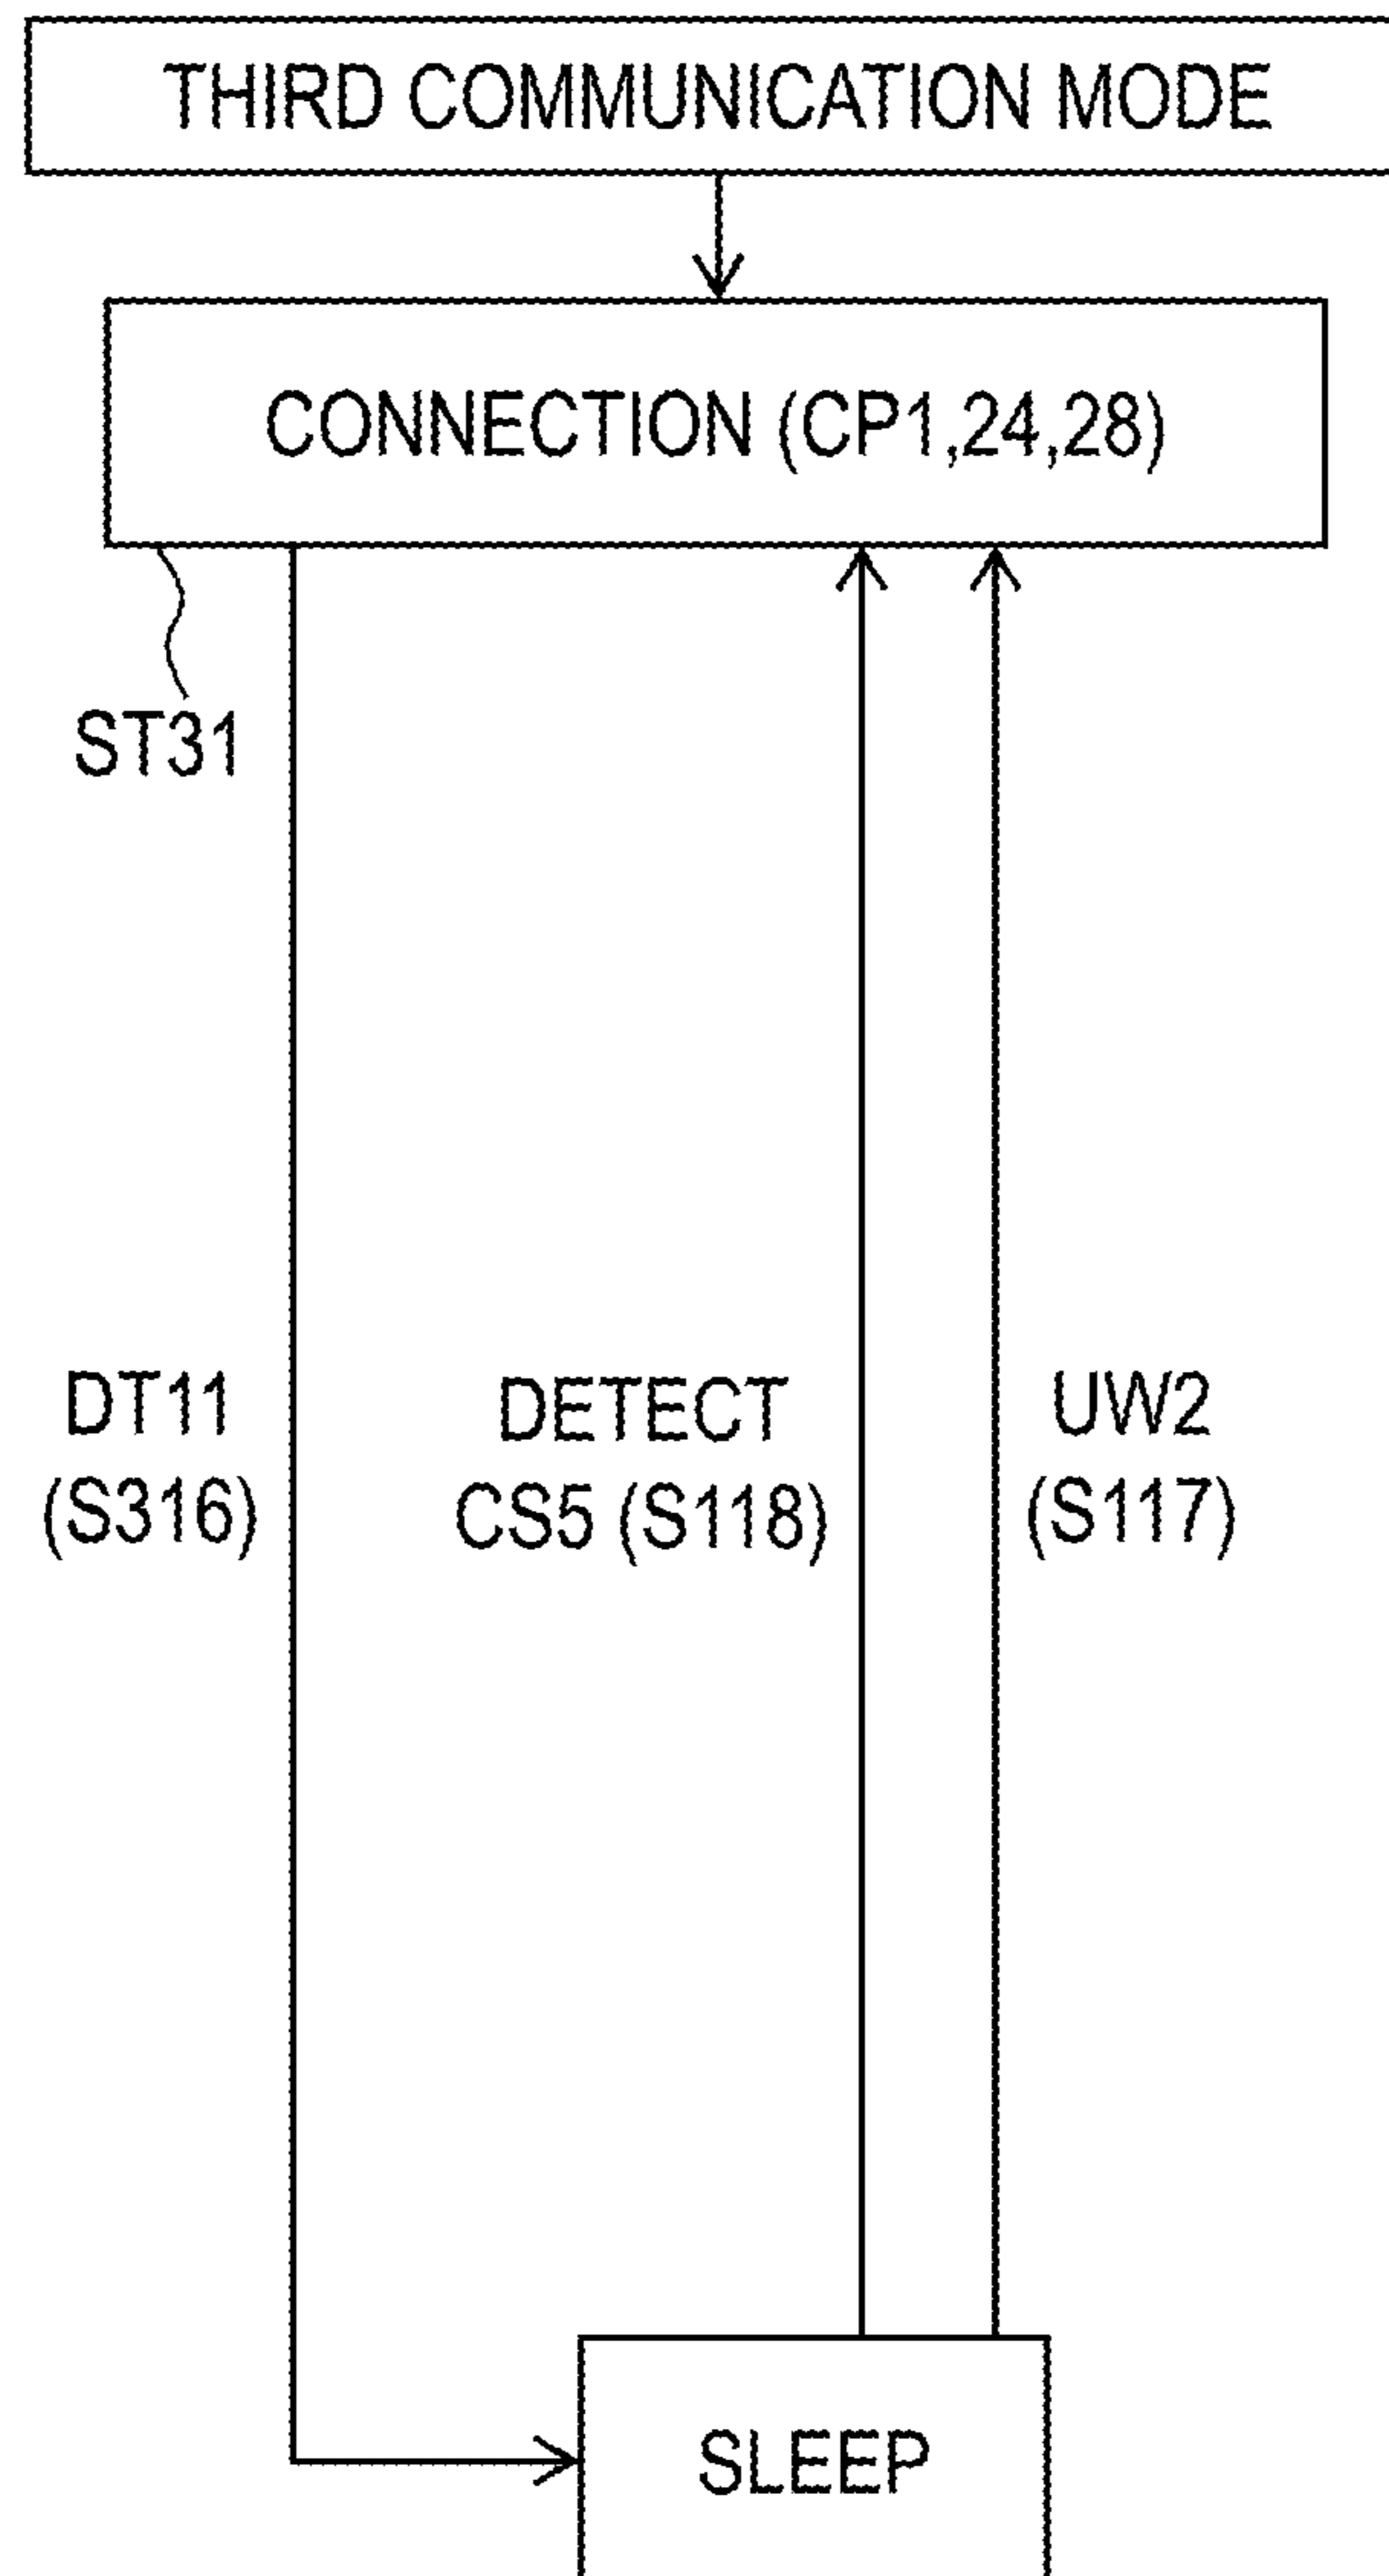 THIRD COMMUNICATION MODE
CONNECTION (CP1,24,28)
ST31
DT11
(S316)
DETECT
CS5 (S118)
UW2
(S117)
SLEEP